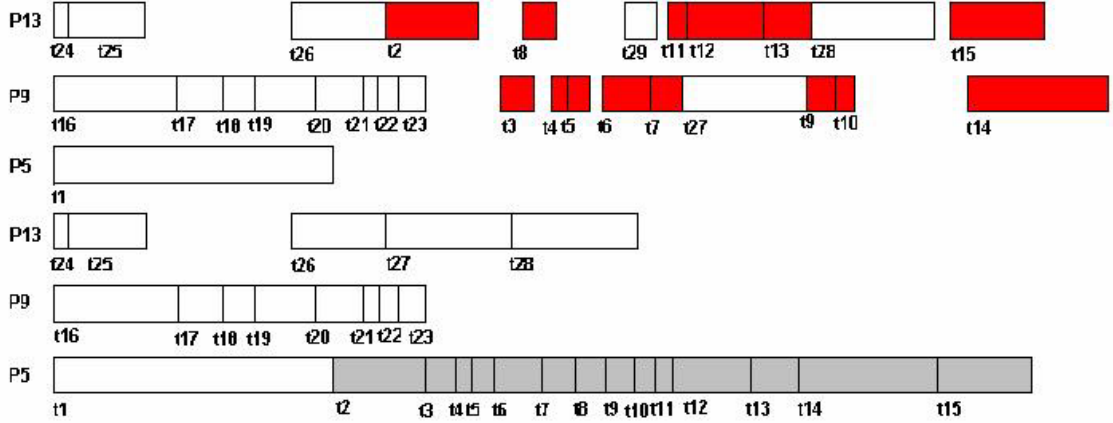 P13
t24 t25 t26 t2 t8 t29 t11 t12 t13 t28 t15
P9
t16 t17 t18 t19 t20 t21 t22 t23 t3 t4 t5 t6 t7 t27 t9 t10 t14
P5
t1
P13
t24 t25 t26 t27 t28
P9
t16 t17 t18 t19 t20 t21 t22 t23
P5
t1 t2 t3 t4 t5 t6 t7 t8 t9 t10 t11 t12 t13 t14 t15